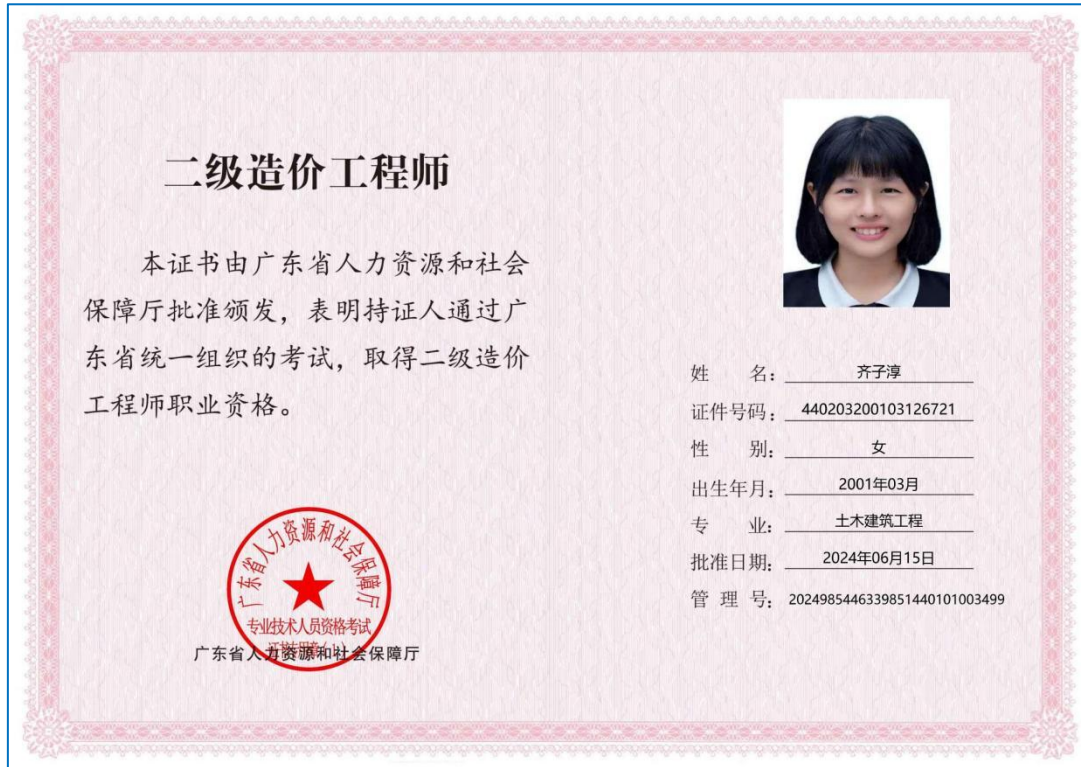 二级造价工程师
本证书由广东省人力资源和社会
保障厅批准颁发，表明持证人通过广
东省统一组织的考试，取得二级造价
工程师职业资格。
广东省人力资源和社会保障厅
专业技术人员资格考试
广东省人力资源和社会保障厅
姓 名：齐子淳
证件号码：440203200103126721
性 别：女
出生年月：2001年03月
专 业：土木建筑工程
批准日期：2024年06月15日
管 理 号：20249854463398514401010034​99